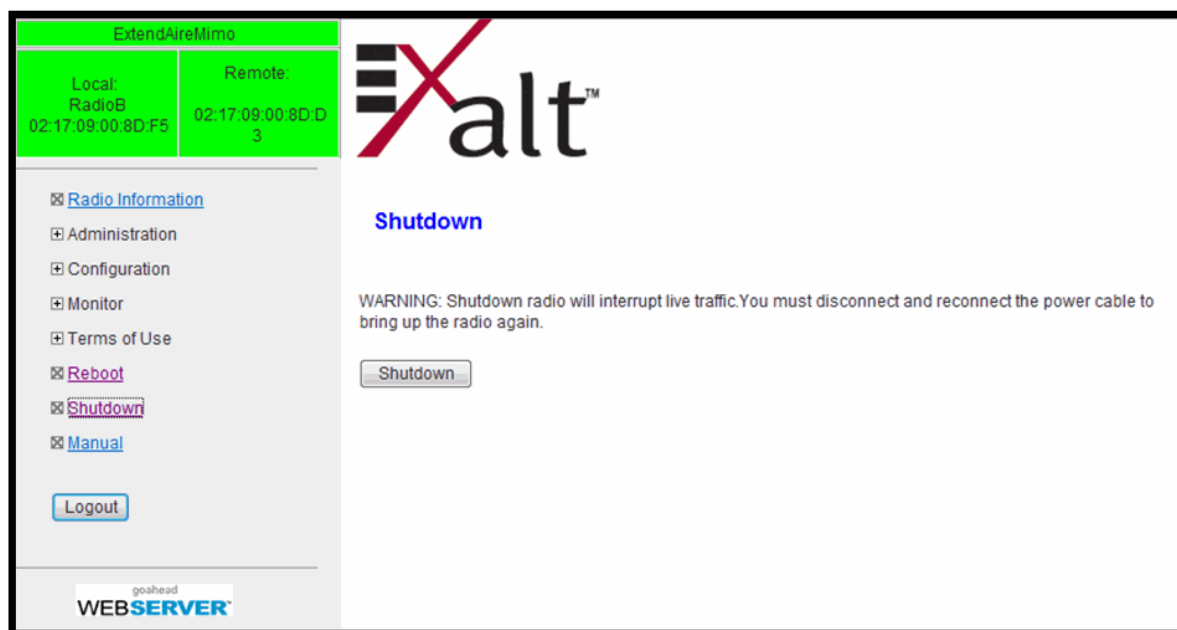 ExtendAireMimo
Local:
RadioB
02:17:09:00:8D:F5
Remote:
02:17:09:00:8D:D
3
Exalt™
Radio Information
Administration
Configuration
Monitor
Terms of Use
Reboot
Shutdown
Manual
Logout
goahead
WEBSERVER™
Shutdown
WARNING: Shutdown radio will interrupt live traffic.You must disconnect and reconnect the power cable to
bring up the radio again.
Shutdown